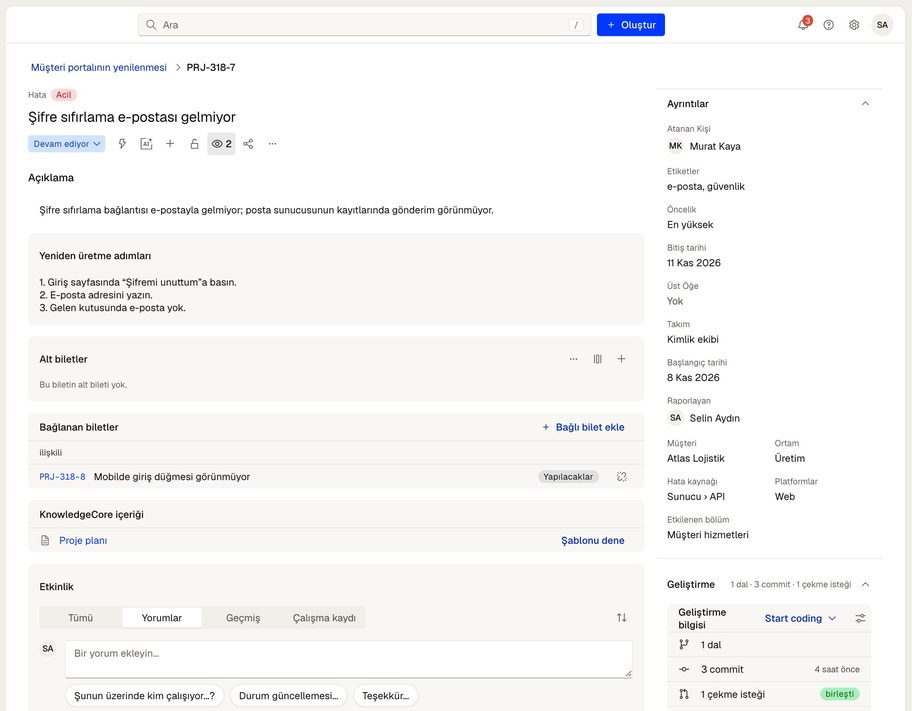 Ara
/
+ Oluştur
3
SA
Müşteri portalının yenilenmesi > PRJ-318-7
Hata Acil
Şifre sıfırlama e-postası gelmiyor
Devam ediyor
AI
2
Açıklama
Şifre sıfırlama bağlantısı e-postayla gelmiyor; posta sunucusunun kayıtlarında gönderim görünmüyor.
Yeniden üretme adımları
1. Giriş sayfasında “Şifremi unuttum”a basın.
2. E-posta adresini yazın.
3. Gelen kutusunda e-posta yok.
Alt biletler
Bu biletin alt bileti yok.
Bağlanan biletler
+ Bağlı bilet ekle
ilişkili
PRJ-318-8 Mobilde giriş düğmesi görünmüyor
Yapılacaklar
KnowledgeCore içeriği
Proje planı
Şablonu dene
Etkinlik
Tümü
Yorumlar
Geçmiş
Çalışma kaydı
SA
Bir yorum ekleyin...
Şunun üzerinde kim çalışıyor...?
Durum güncellemesi...
Teşekkür...
Ayrıntılar
Atanan Kişi
MK Murat Kaya
Etiketler
e-posta, güvenlik
Öncelik
En yüksek
Bitiş tarihi
11 Kas 2026
Üst Öğe
Yok
Takım
Kimlik ekibi
Başlangıç tarihi
8 Kas 2026
Raporlayan
SA Selin Aydın
Müşteri
Atlas Lojistik
Ortam
Üretim
Hata kaynağı
Sunucu › API
Platformlar
Web
Etkilenen bölüm
Müşteri hizmetleri
Geliştirme
1 dal · 3 commit · 1 çekme isteği
Geliştirme bilgisi
Start coding
1 dal
3 commit
4 saat önce
1 çekme isteği
birleşti